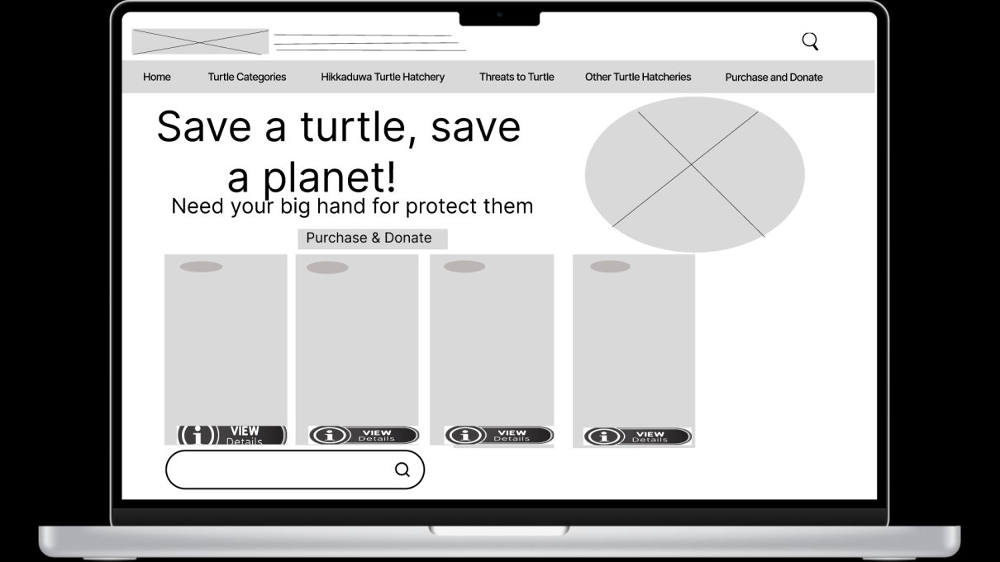 Home Turtle Categories Hikkaduwa Turtle Hatchery Threats to Turtle Other Turtle Hatcheries Purchase and Donate
Save a turtle, save
a planet!
Need your big hand for protect them
Purchase & Donate
i VIEW
Details
i VIEW
Details
i VIEW
Details
i VIEW
Details